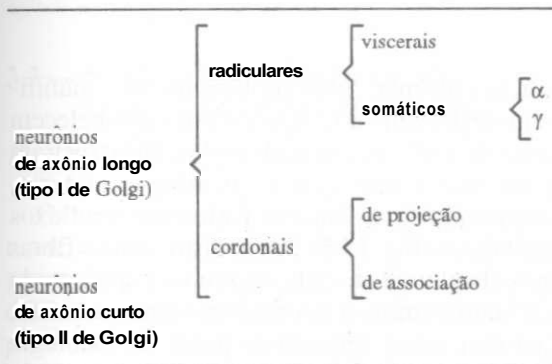 neurônios
de axônio longo
(tipo I de Golgi)
radiculares
viscerais
somáticos
α
γ
cordonais
de projeção
de associação
neurônios
de axônio curto
(tipo II de Golgi)